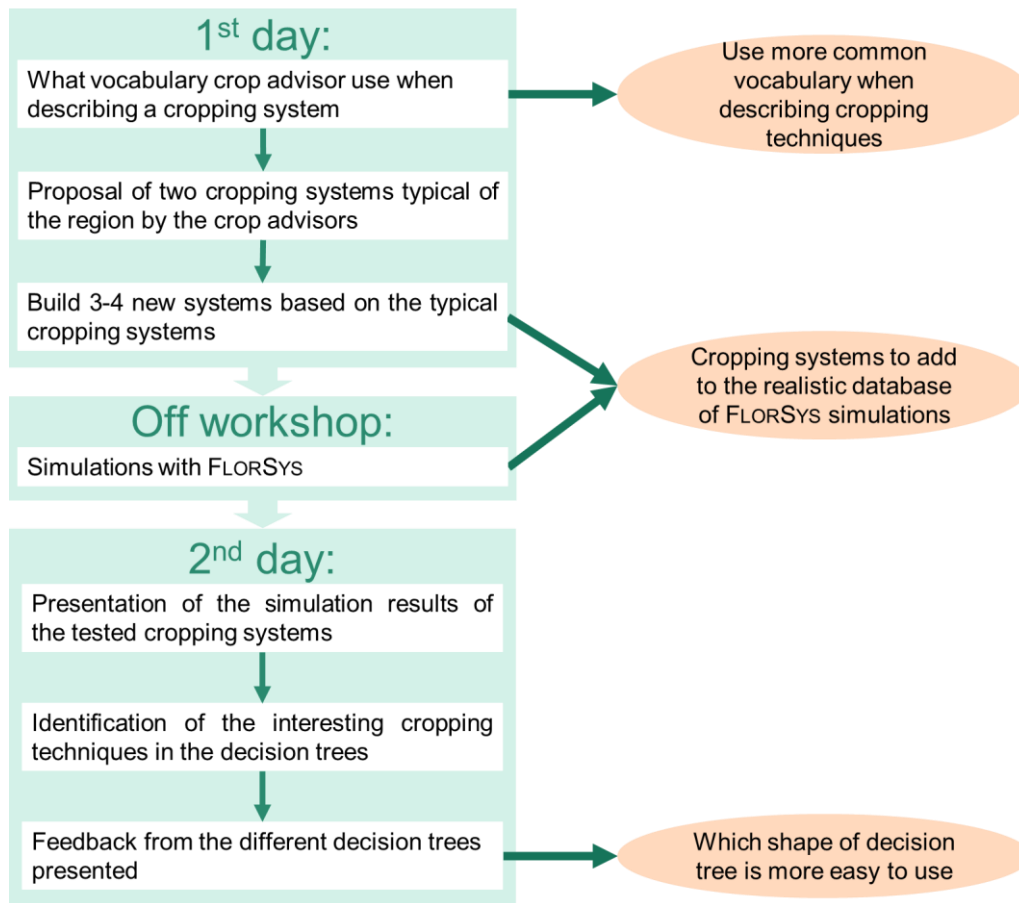 1st day:
What vocabulary crop advisor use when
describing a cropping system
Use more common
vocabulary when
describing cropping
techniques
Proposal of two cropping systems typical of
the region by the crop advisors
Build 3-4 new systems based on the typical
cropping systems
Cropping systems to add
to the realistic database
of FLORSYS simulations
Off workshop:
Simulations with FLORSYS
2nd day:
Presentation of the simulation results of
the tested cropping systems
Identification of the interesting cropping
techniques in the decision trees
Feedback from the different decision trees
presented
Which shape of decision
tree is more easy to use